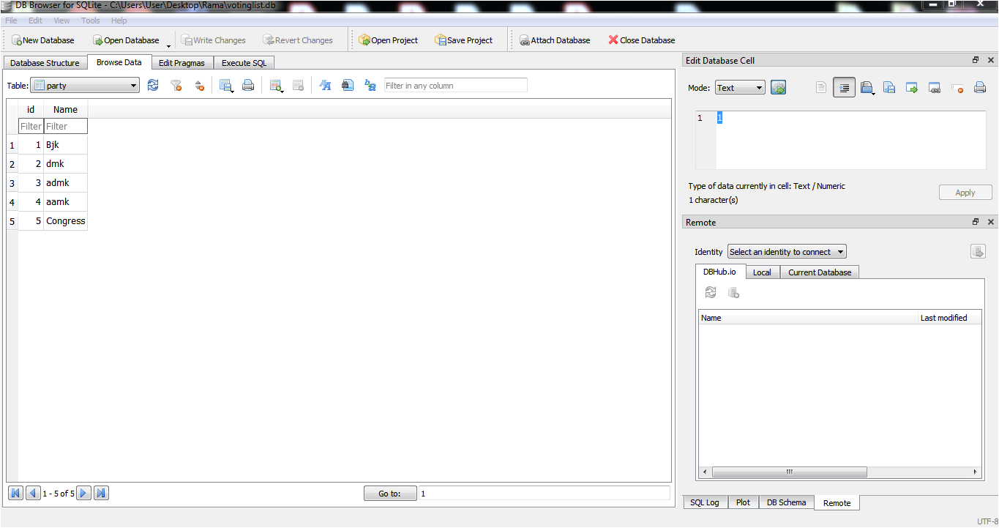 DB Browser for SQLite - C:\Users\User\Desktop\Rama\votinglist.db
File Edit View Tools Help
New Database Open Database Write Changes Revert Changes Open Project Save Project Attach Database Close Database
Database Structure Browse Data Edit Pragmas Execute SQL
Table: party Filter in any column
id Name
Filter Filter
1 1 Bjk
2 2 dmk
3 3 admk
4 4 aamk
5 5 Congress
1 - 5 of 5 Go to: 1
Edit Database Cell
Mode: Text
1 1
Type of data currently in cell: Text / Numeric
1 character(s)
Apply
Remote
Identity Select an identity to connect
DBHub.io Local Current Database
Name Last modified
SQL Log Plot DB Schema Remote
UTF-8